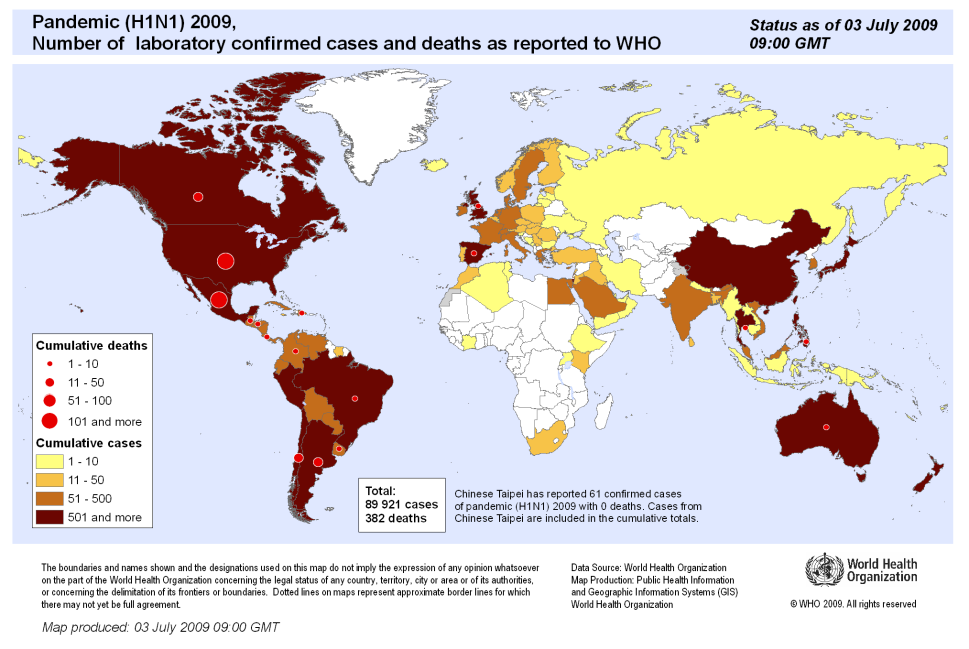 Pandemic (H1N1) 2009,
Number of laboratory confirmed cases and deaths as reported to WHO
Status as of 03 July 2009
09:00 GMT
Cumulative deaths
1 - 10
11 - 50
51 - 100
101 and more
Cumulative cases
1 - 10
11 - 50
51 - 500
501 and more
Total:
89 921 cases
382 deaths
Chinese Taipei has reported 61 confirmed cases
of pandemic (H1N1) 2009 with 0 deaths. Cases from
Chinese Taipei are included in the cumulative totals.
The boundaries and names shown and the designations used on this map do not imply the expression of any opinion whatsoever
on the part of the World Health Organization concerning the legal status of any country, territory, city or area or of its authorities,
or concerning the delimitation of its frontiers or boundaries. Dotted lines on maps represent approximate border lines for which
there may not yet be full agreement.
Map produced: 03 July 2009 09:00 GMT
Data Source: World Health Organization
Map Production: Public Health Information
and Geographic Information Systems (GIS)
World Health Organization
World Health
Organization
© WHO 2009. All rights reserved